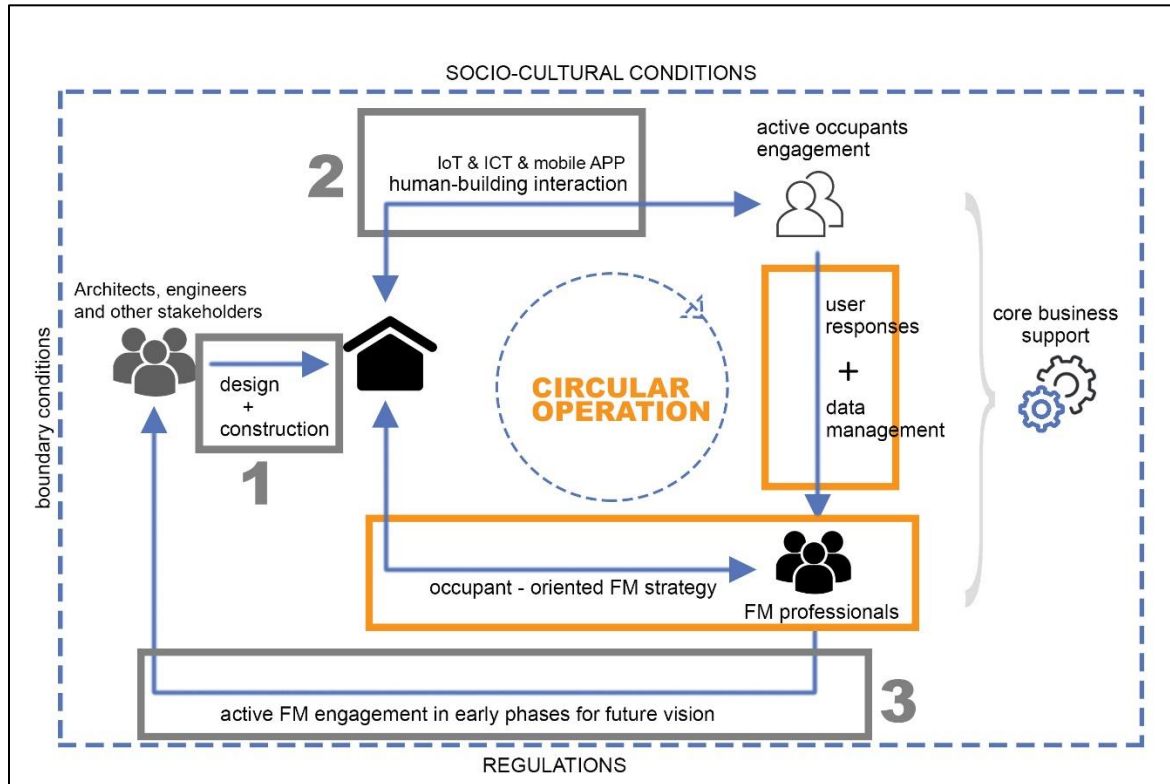 SOCIO-CULTURAL CONDITIONS
2
IoT & ICT & mobile APP
human-building interaction
active occupants
engagement
boundary conditions
Architects, engineers
and other stakeholders
design
+
construction
1
CIRCULAR
OPERATION
user
responses
+
data
management
core business
support
occupant - oriented FM strategy
FM professionals
active FM engagement in early phases for future vision
3
REGULATIONS